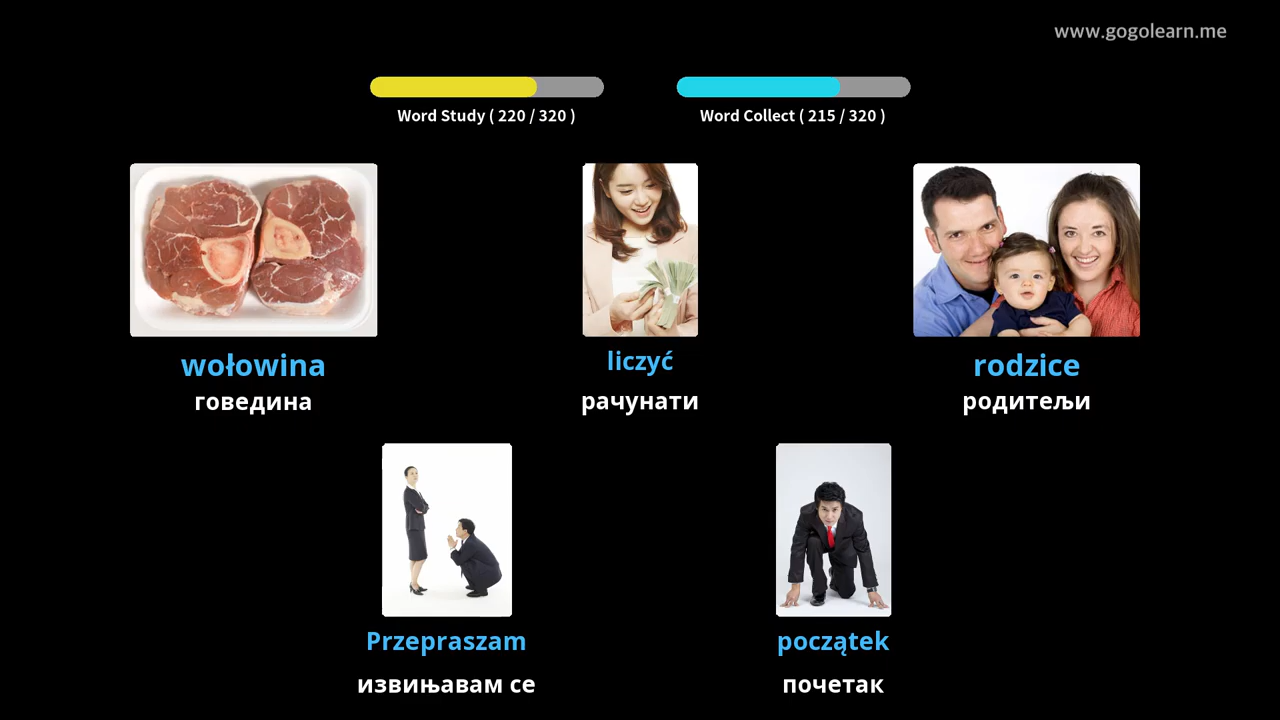 www.gogolearn.me
Word Study ( 220 / 320 )
Word Collect ( 215 / 320 )
wołowina
говедина
liczyć
рачунати
rodzice
родитељи
Przepraszam
извињавам се
początek
почетак